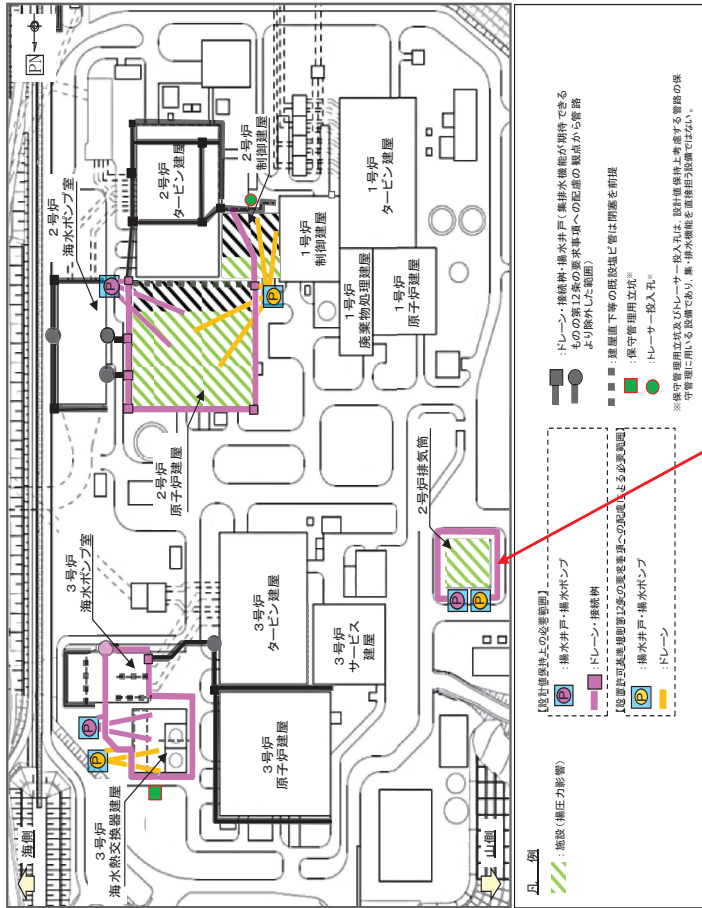 PN
海側
山側
2号炉
海水ポンプ室
2号炉
タービン建屋
2号炉
制御建屋
1号炉
制御建屋
1号炉
タービン建屋
1号炉
廃棄物処理建屋
1号炉
原子炉建屋
2号炉
原子炉建屋
2号炉排気筒
3号炉
海水ポンプ室
3号炉
タービン建屋
3号炉
サービス
建屋
3号炉
原子炉建屋
3号炉
海水熱交換器建屋
P
P
P
P
P
P
凡 例
:施設(揚圧力影響)
【設計値保持上の必要範囲】
P :揚水井戸・揚水ポンプ
:ドレーン・接続桝
【設置許可基準規則第12条の要求事項への配慮による必要範囲】
P :揚水井戸・揚水ポンプ
:ドレーン
:ドレーン・接続桝・揚水井戸(集排水機能が期待できる
ものの第12条の要求事項への配慮の観点から管路
より除外した範囲)
:建屋直下等の既設塩ビ管は閉塞を前提
:保守管理用立坑※
:トレーサー投入孔※
※保守管理用立坑及びトレーサー投入孔は、設計値保持上考慮する管路の保
守管理に用いる設備であり、集・排水機能を直接担う設備ではない。